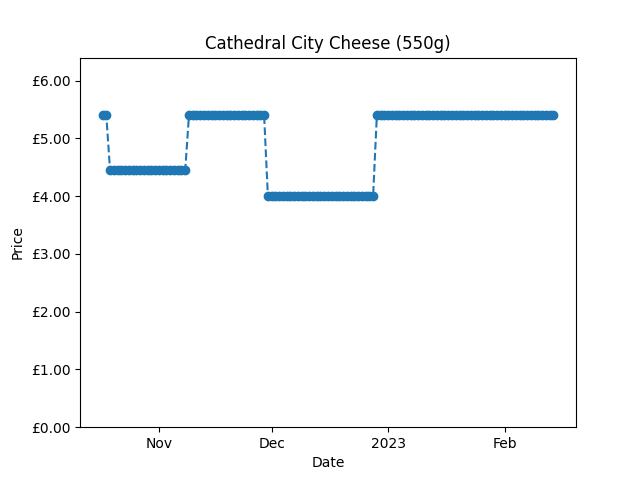 Cathedral City Cheese (550g)
£6.00
£5.00
£4.00
£3.00
£2.00
£1.00
£0.00
Price
Nov Dec 2023 Feb
Date